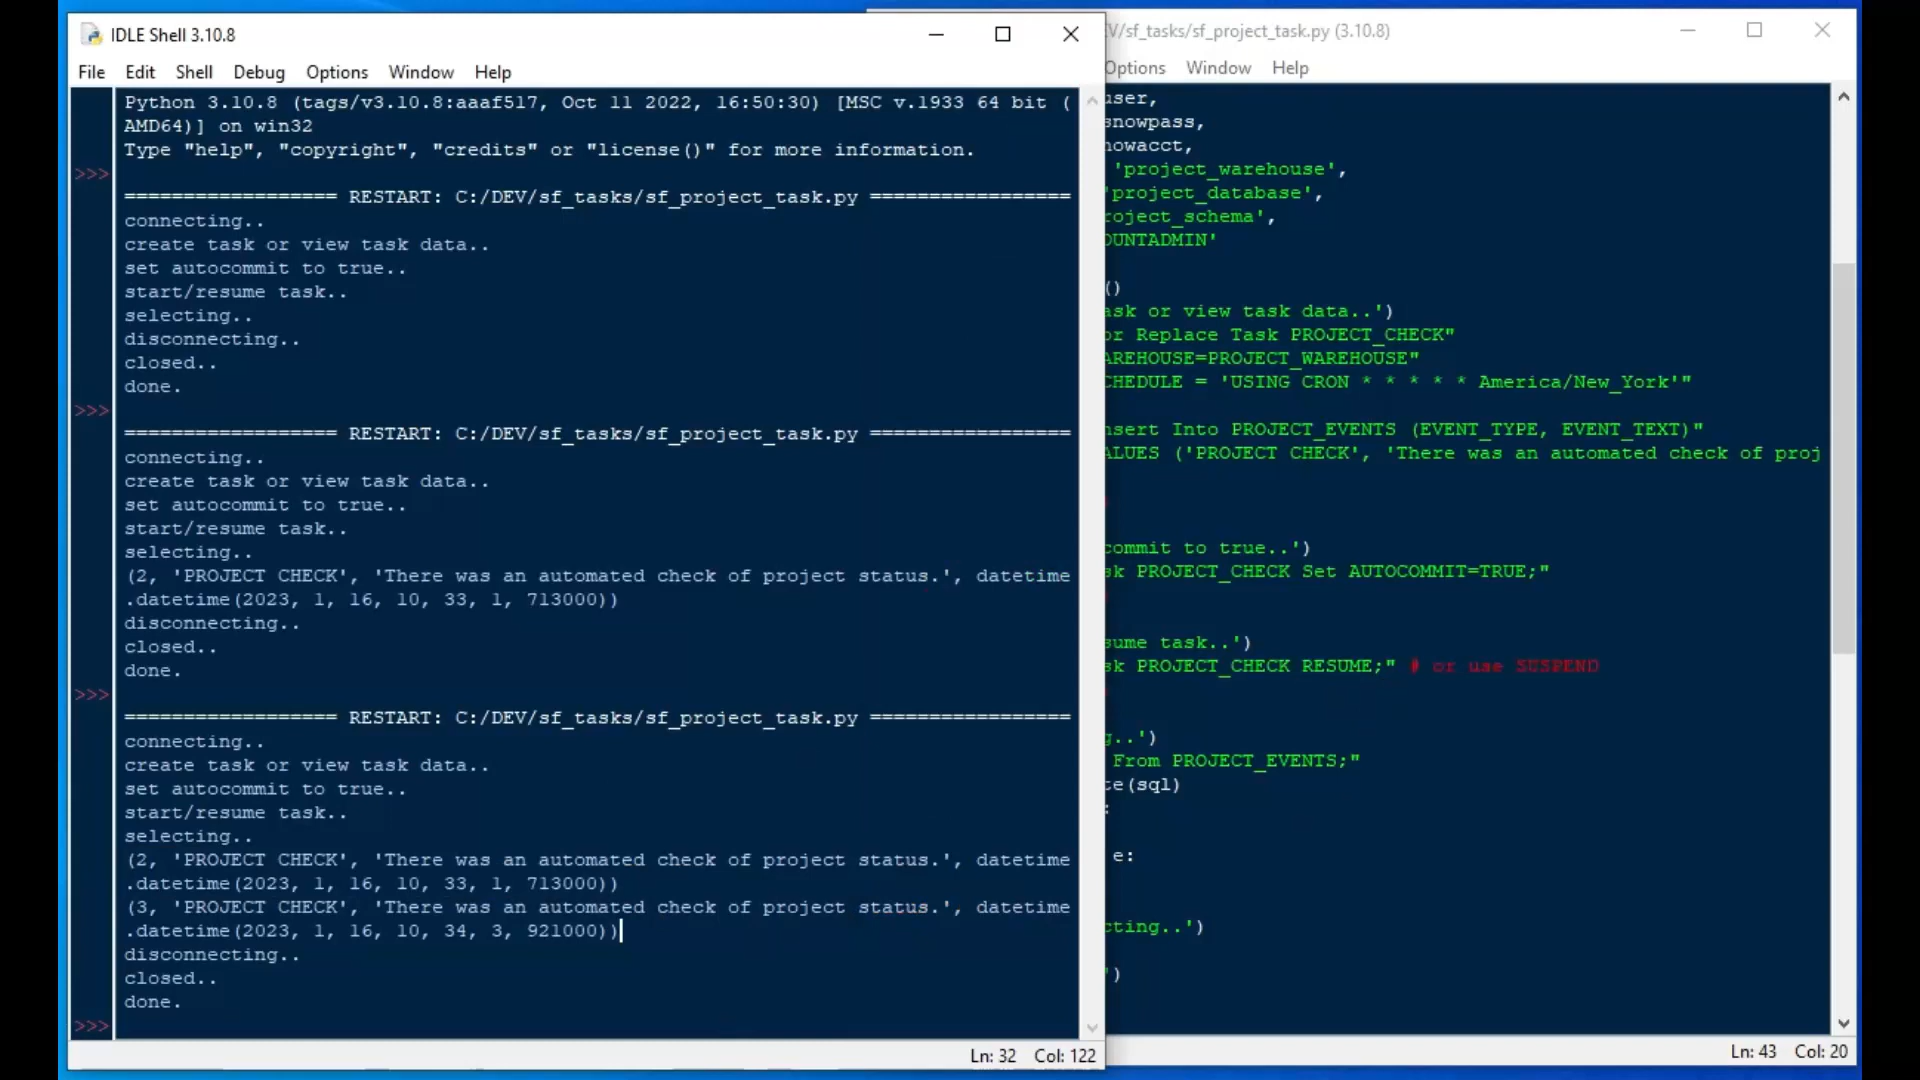 IDLE Shell 3.10.8
File Edit Shell Debug Options Window Help
Python 3.10.8 (tags/v3.10.8:aaaf517, Oct 11 2022, 16:50:30) [MSC v.1933 64 bit (
AMD64)] on win32
Type "help", "copyright", "credits" or "license()" for more information.
>>>
================== RESTART: C:/DEV/sf_tasks/sf_project_task.py =================
connecting..
create task or view task data..
set autocommit to true..
start/resume task..
selecting..
disconnecting..
closed..
done.
>>>
================== RESTART: C:/DEV/sf_tasks/sf_project_task.py =================
connecting..
create task or view task data..
set autocommit to true..
start/resume task..
selecting..
(2, 'PROJECT CHECK', 'There was an automated check of project status.', datetime
.datetime(2023, 1, 16, 10, 33, 1, 713000))
disconnecting..
closed..
done.
>>>
================== RESTART: C:/DEV/sf_tasks/sf_project_task.py =================
connecting..
create task or view task data..
set autocommit to true..
start/resume task..
selecting..
(2, 'PROJECT CHECK', 'There was an automated check of project status.', datetime
.datetime(2023, 1, 16, 10, 33, 1, 713000))
(3, 'PROJECT CHECK', 'There was an automated check of project status.', datetime
.datetime(2023, 1, 16, 10, 34, 3, 921000))
disconnecting..
closed..
done.
>>>
Ln: 32 Col: 122
V/sf_tasks/sf_project_task.py (3.10.8)
Options Window Help
user,
snowpass,
nowacct,
'project_warehouse',
'project_database',
roject_schema',
OUNTADMIN'
()
ask or view task data..')
or Replace Task PROJECT_CHECK"
AREHOUSE=PROJECT_WAREHOUSE"
CHEDULE = 'USING CRON * * * * * America/New_York'"
nsert Into PROJECT_EVENTS (EVENT_TYPE, EVENT_TEXT)"
ALUES ('PROJECT CHECK', 'There was an automated check of proj
commit to true..')
sk PROJECT_CHECK Set AUTOCOMMIT=TRUE;"
sume task..')
sk PROJECT_CHECK RESUME;" # or use SUSPEND
g..')
From PROJECT_EVENTS;"
te(sql)
:
e:
cting..')
')
Ln: 43 Col: 20